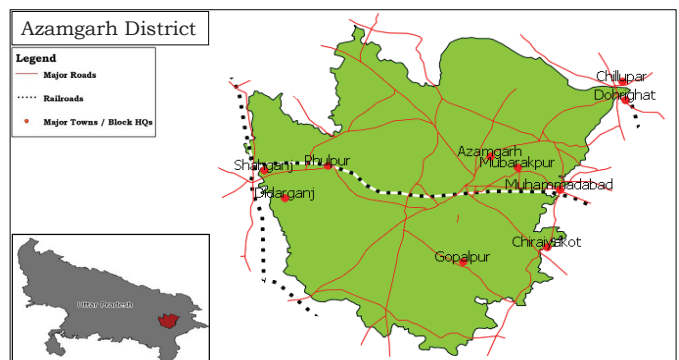 Azamgarh District
Legend
Major Roads
Railroads
Major Towns / Block HQs
Chillupar
Dohrighat
Azamgarh
Mubarakpur
Shahganj
Phulpur
Muhammadabad
Didarganj
Chiraiyakot
Gopalpur
Uttar Pradesh